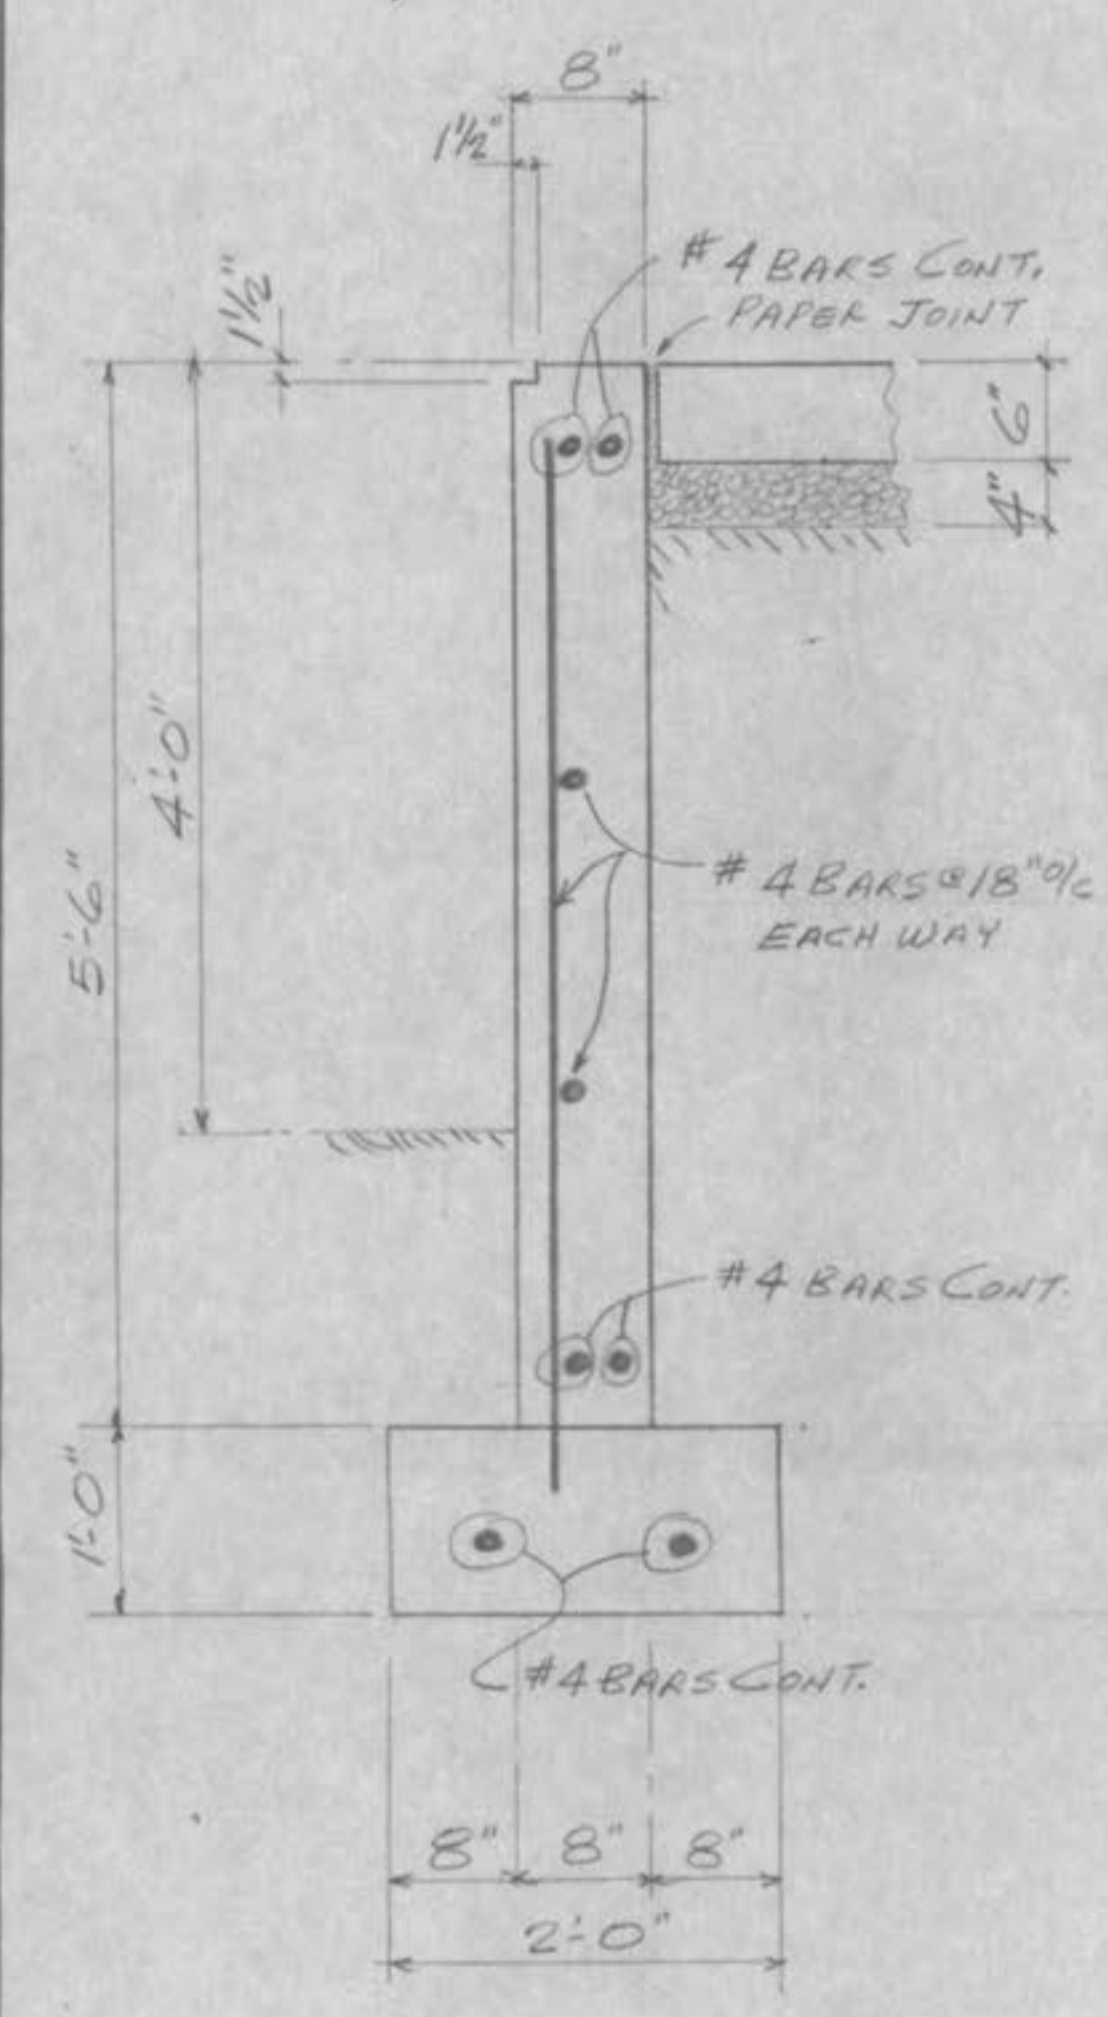 8"
1½"
1½"
# 4 BARS CONT.
PAPER JOINT
6"
4"
4'-0"
5'-6"
# 4 BARS @ 18" O/C
EACH WAY
#4 BARS CONT.
1'-0"
#4 BARS CONT.
8" 8" 8"
2'-0"